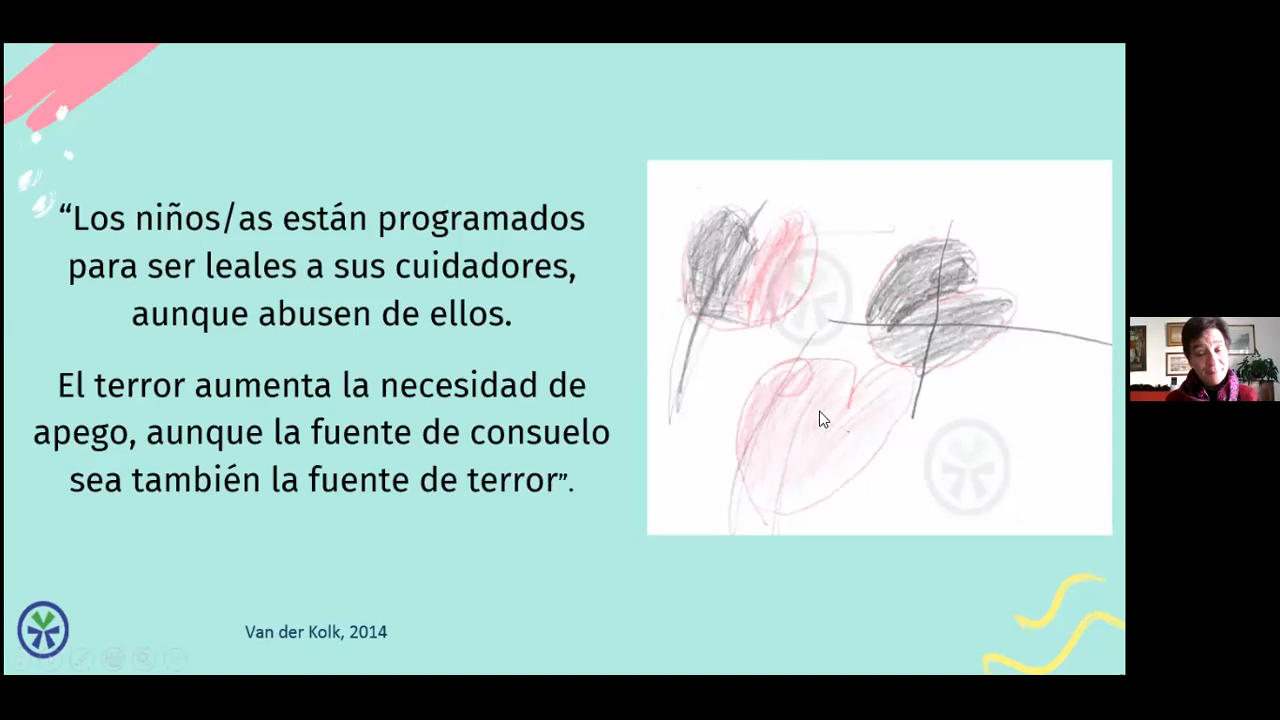 “Los niños/as están programados
para ser leales a sus cuidadores,
aunque abusen de ellos.
El terror aumenta la necesidad de
apego, aunque la fuente de consuelo
sea también la fuente de terror”.
Van der Kolk, 2014